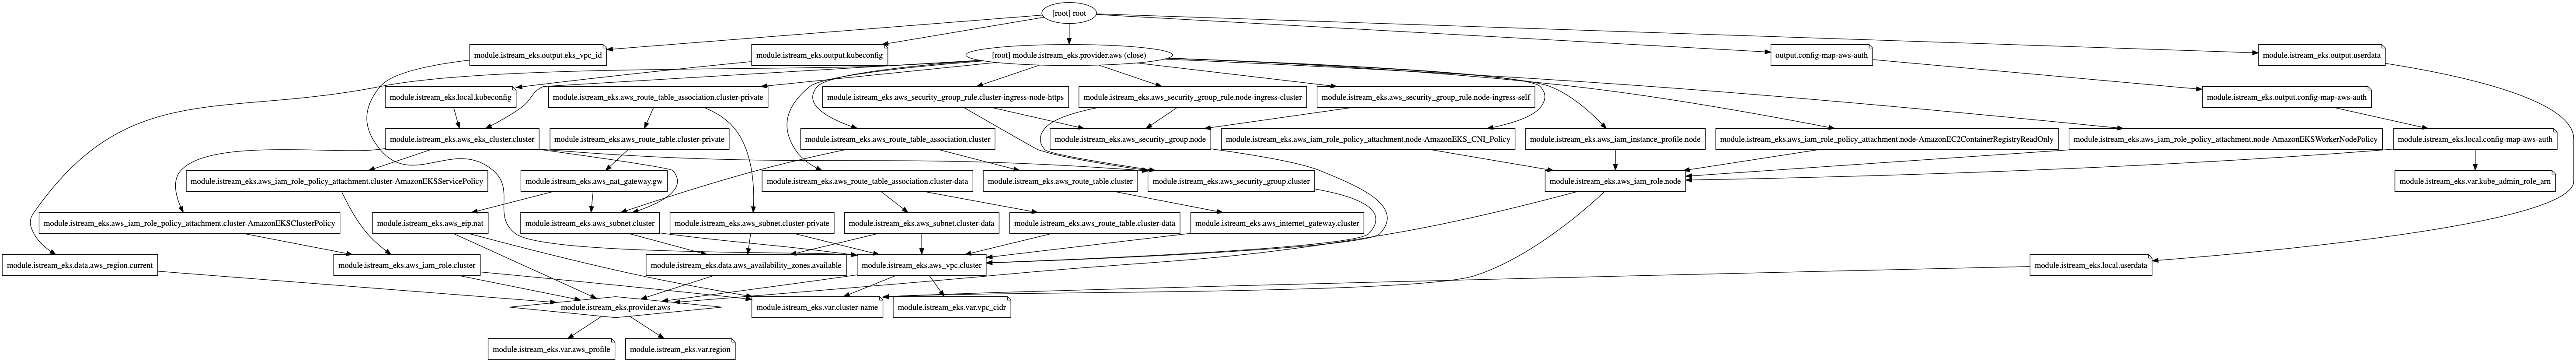 [root] root
module.istream_eks.output.eks_vpc_id
module.istream_eks.output.kubeconfig
[root] module.istream_eks.provider.aws (close)
output.config-map-aws-auth
module.istream_eks.output.userdata
module.istream_eks.local.kubeconfig
module.istream_eks.aws_route_table_association.cluster-private
module.istream_eks.aws_security_group_rule.cluster-ingress-node-https
module.istream_eks.aws_security_group_rule.node-ingress-cluster
module.istream_eks.aws_security_group_rule.node-ingress-self
module.istream_eks.output.config-map-aws-auth
module.istream_eks.aws_eks_cluster.cluster
module.istream_eks.aws_route_table.cluster-private
module.istream_eks.aws_route_table_association.cluster
module.istream_eks.aws_security_group.node
module.istream_eks.aws_iam_role_policy_attachment.node-AmazonEKS_CNI_Policy
module.istream_eks.aws_iam_instance_profile.node
module.istream_eks.aws_iam_role_policy_attachment.node-AmazonEC2ContainerRegistryReadOnly
module.istream_eks.aws_iam_role_policy_attachment.node-AmazonEKSWorkerNodePolicy
module.istream_eks.local.config-map-aws-auth
module.istream_eks.aws_iam_role_policy_attachment.cluster-AmazonEKSServicePolicy
module.istream_eks.aws_nat_gateway.gw
module.istream_eks.aws_route_table_association.cluster-data
module.istream_eks.aws_route_table.cluster
module.istream_eks.aws_security_group.cluster
module.istream_eks.aws_iam_role.node
module.istream_eks.var.kube_admin_role_arn
module.istream_eks.aws_iam_role_policy_attachment.cluster-AmazonEKSClusterPolicy
module.istream_eks.aws_eip.nat
module.istream_eks.aws_subnet.cluster
module.istream_eks.aws_subnet.cluster-private
module.istream_eks.aws_subnet.cluster-data
module.istream_eks.aws_route_table.cluster-data
module.istream_eks.aws_internet_gateway.cluster
module.istream_eks.data.aws_region.current
module.istream_eks.aws_iam_role.cluster
module.istream_eks.data.aws_availability_zones.available
module.istream_eks.aws_vpc.cluster
module.istream_eks.local.userdata
module.istream_eks.provider.aws
module.istream_eks.var.cluster-name
module.istream_eks.var.vpc_cidr
module.istream_eks.var.aws_profile
module.istream_eks.var.region